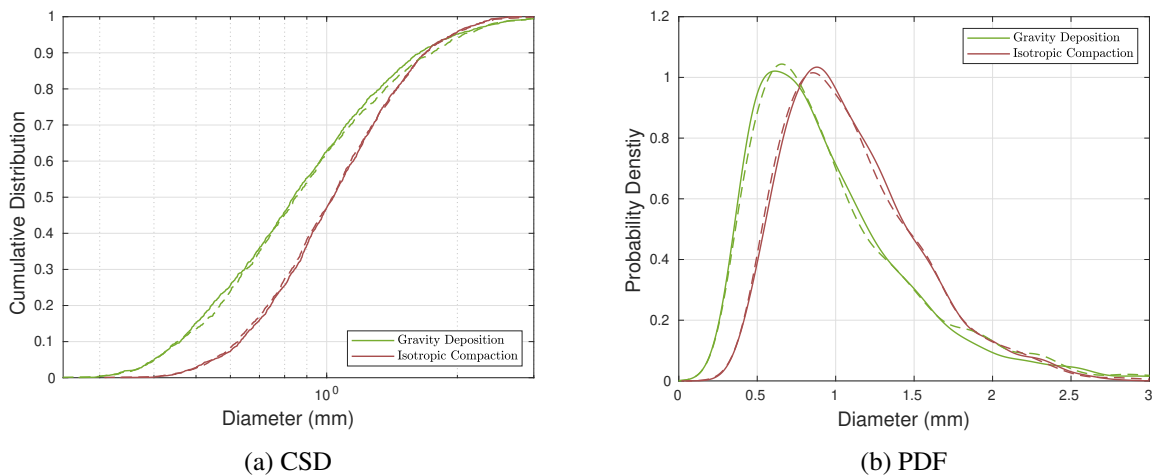 1
0.9
0.8
0.7
0.6
0.5
0.4
0.3
0.2
0.1
0
Cumulative Distribution
Gravity Deposition
Isotropic Compaction
10⁰
Diameter (mm)
(a) CSD
1.2
1
0.8
0.6
0.4
0.2
0
Probability Denstiy
Gravity Deposition
Isotropic Compaction
0 0.5 1 1.5 2 2.5 3
Diameter (mm)
(b) PDF